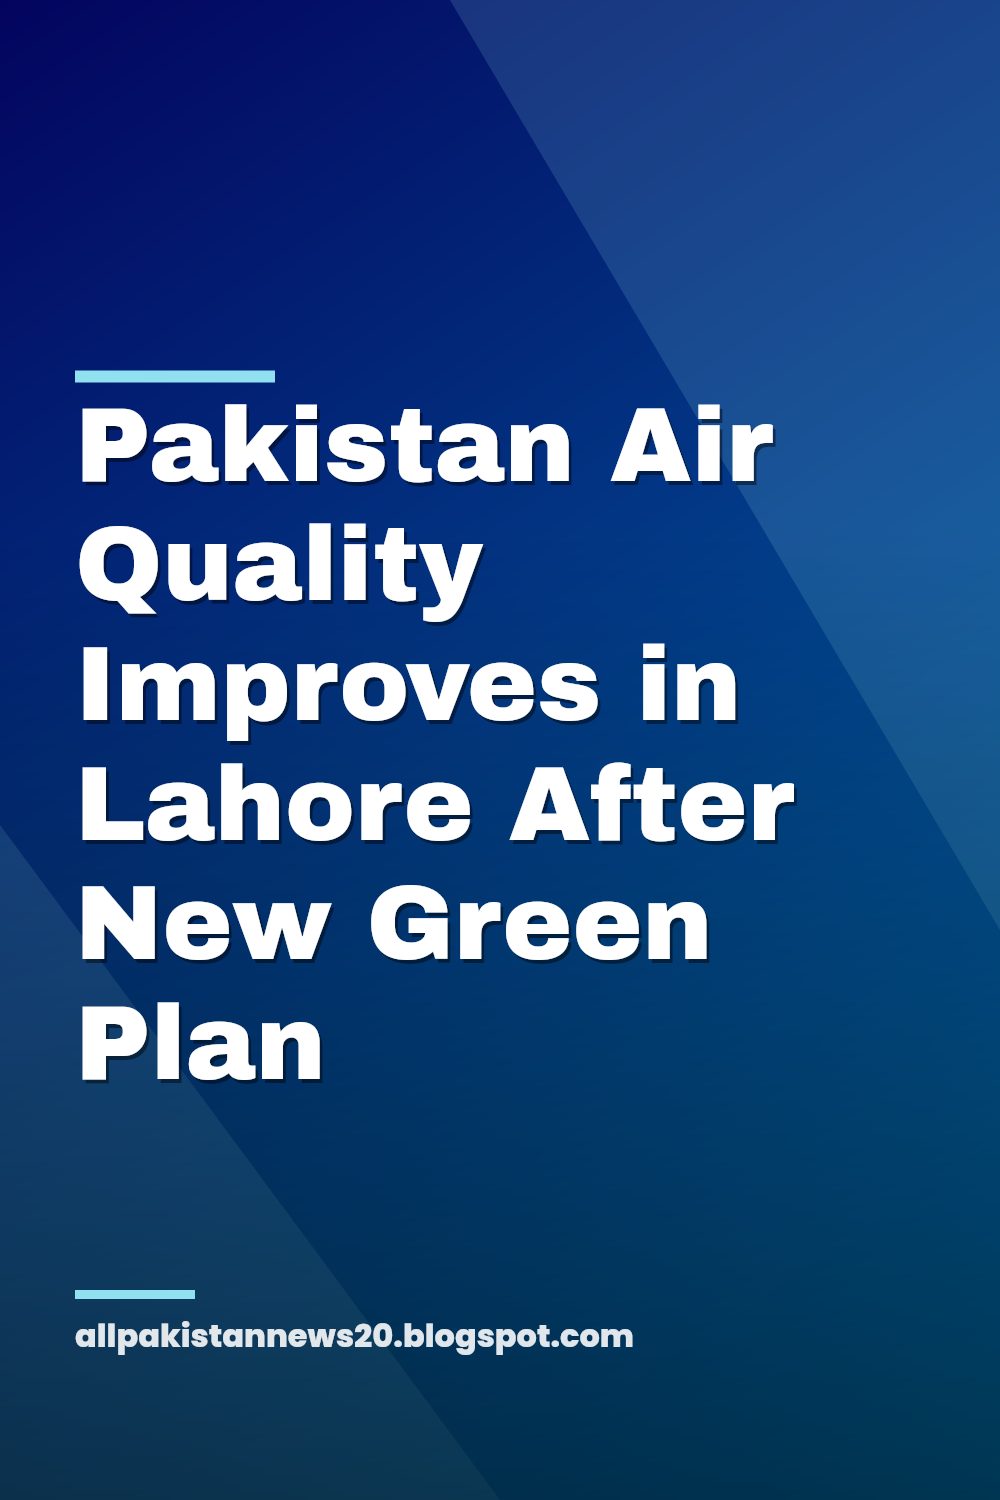 Pakistan Air
Quality
Improves in
Lahore After
New Green
Plan
allpakistannews20.blogspot.com